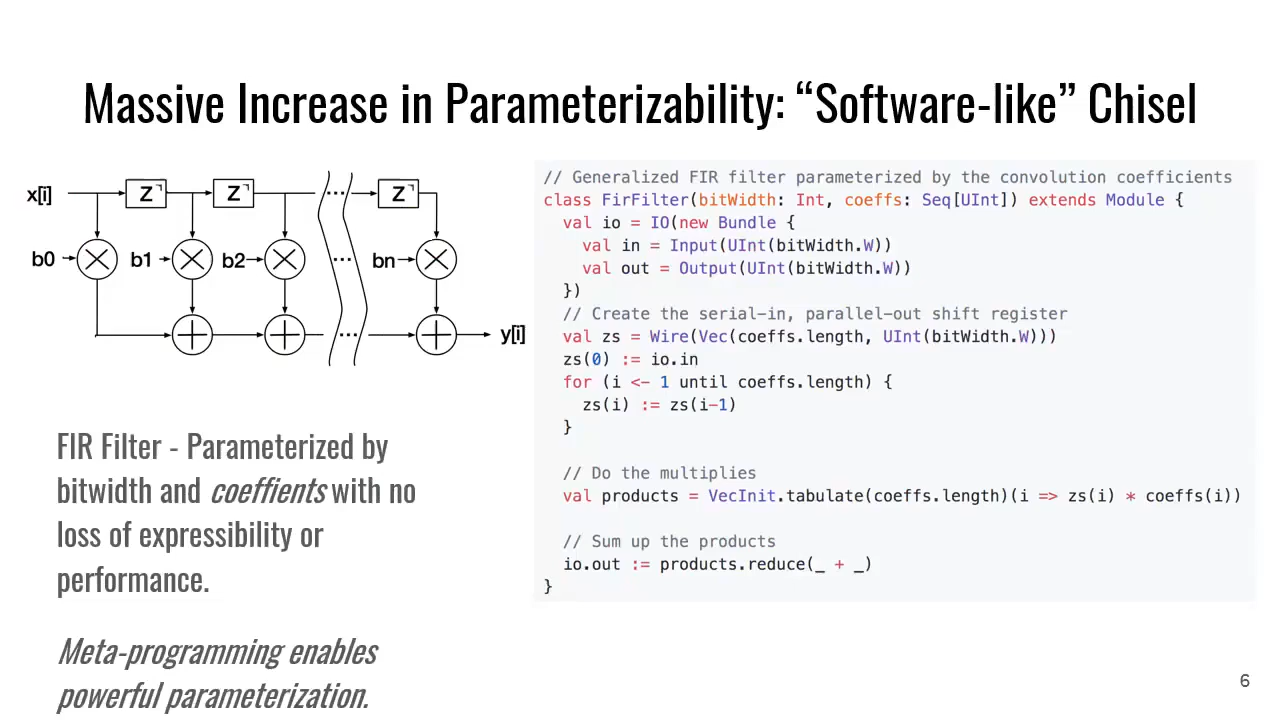 Massive Increase in Parameterizability: “Software-like” Chisel
x[i]
Z⁻¹
Z⁻¹
...
Z⁻¹
b0
b1
b2
...
bn
...
y[i]
FIR Filter - Parameterized by
bitwidth and coeffients with no
loss of expressibility or
performance.
Meta-programming enables
powerful parameterization.
// Generalized FIR filter parameterized by the convolution coefficients
class FirFilter(bitWidth: Int, coeffs: Seq[UInt]) extends Module {
  val io = IO(new Bundle {
    val in = Input(UInt(bitWidth.W))
    val out = Output(UInt(bitWidth.W))
  })
  // Create the serial-in, parallel-out shift register
  val zs = Wire(Vec(coeffs.length, UInt(bitWidth.W)))
  zs(0) := io.in
  for (i <- 1 until coeffs.length) {
    zs(i) := zs(i-1)
  }
  // Do the multiplies
  val products = VecInit.tabulate(coeffs.length)(i => zs(i) * coeffs(i))
  // Sum up the products
  io.out := products.reduce(_ + _)
}
6